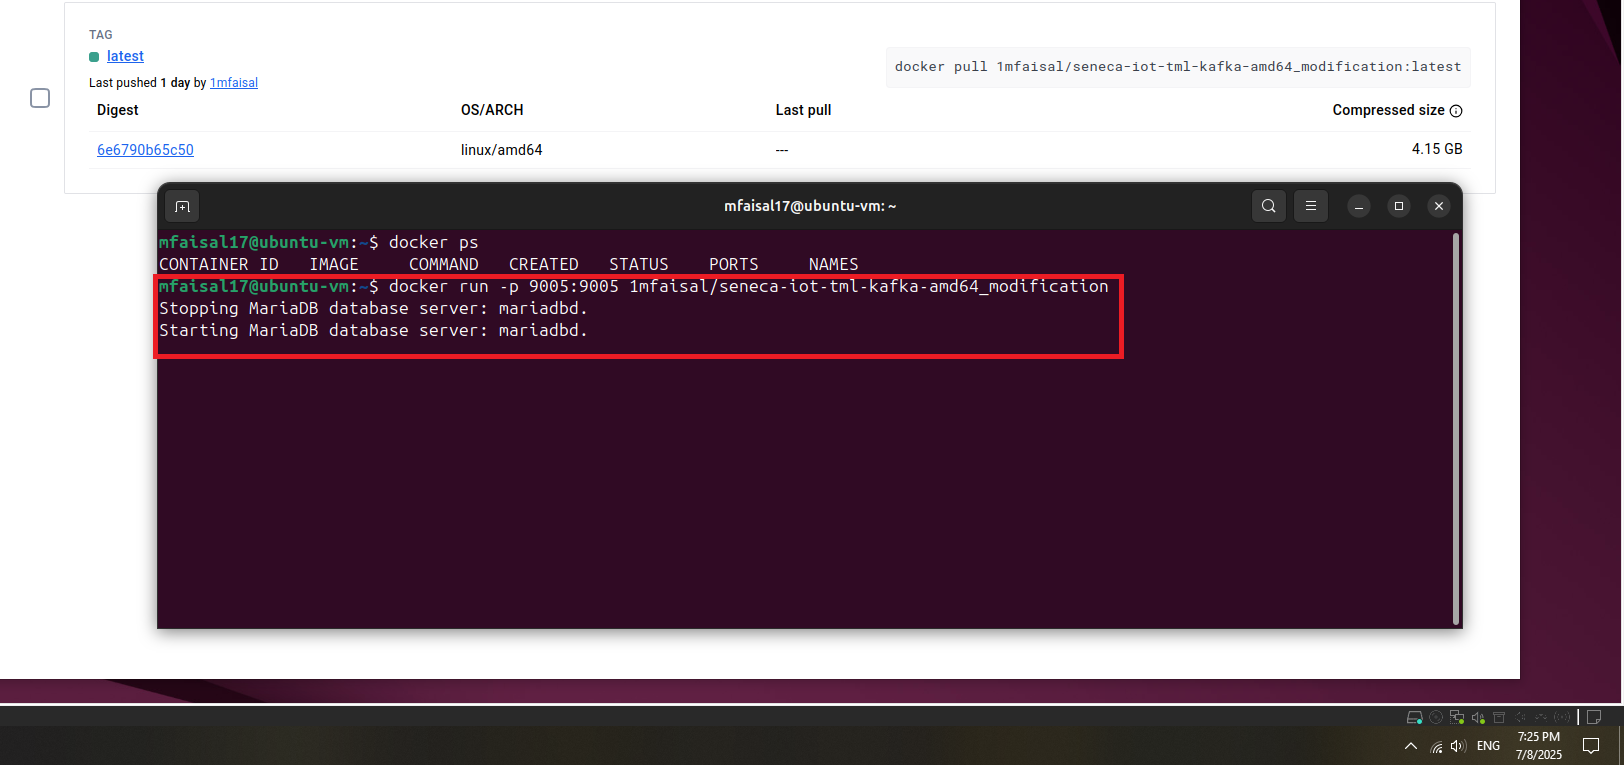 TAG
latest
docker pull 1mfaisal/seneca-iot-tml-kafka-amd64_modification:latest
Last pushed 1 day by 1mfaisal
Digest OS/ARCH Last pull Compressed size
6e6790b65c50 linux/amd64 --- 4.15 GB
mfaisal17@ubuntu-vm: ~
mfaisal17@ubuntu-vm:~$ docker ps
CONTAINER ID IMAGE COMMAND CREATED STATUS PORTS NAMES
mfaisal17@ubuntu-vm:~$ docker run -p 9005:9005 1mfaisal/seneca-iot-tml-kafka-amd64_modification
Stopping MariaDB database server: mariadbd.
Starting MariaDB database server: mariadbd.
ENG
7:25 PM
7/8/2025